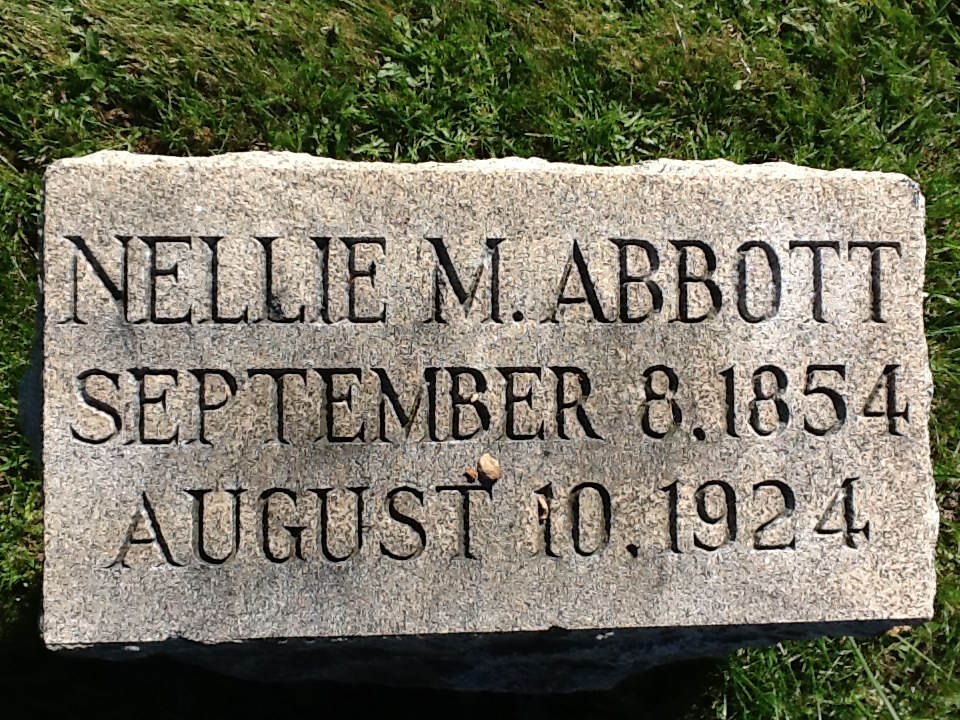 NELLIE M. ABBOTT
SEPTEMBER 8.1854
AUGUST 10.1924